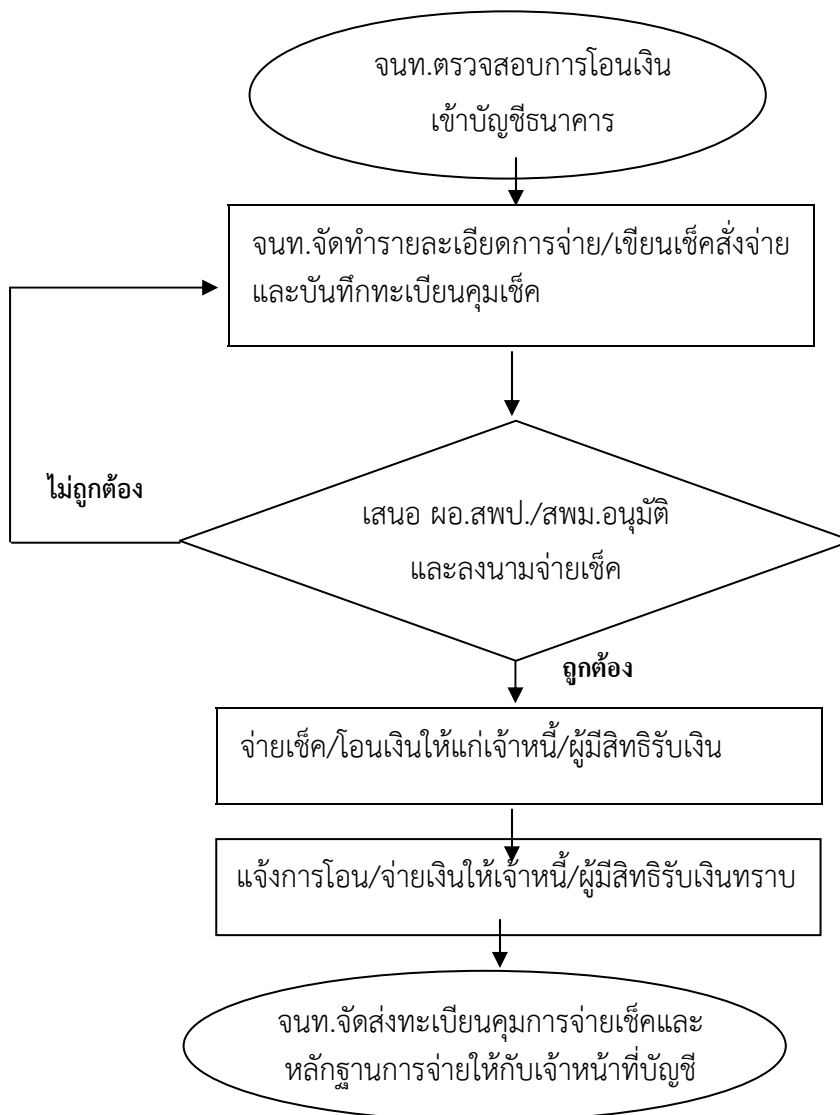 จนท.ตรวจสอบการโอนเงิน
เข้าบัญชีธนาคาร
จนท.จัดทำรายละเอียดการจ่าย/เขียนเช็คสั่งจ่าย
และบันทึกทะเบียนคุมเช็ค
ไม่ถูกต้อง
เสนอ ผอ.สพป./สพม.อนุมัติ
และลงนามจ่ายเช็ค
ถูกต้อง
จ่ายเช็ค/โอนเงินให้แก่เจ้าหนี้/ผู้มีสิทธิรับเงิน
แจ้งการโอน/จ่ายเงินให้เจ้าหนี้/ผู้มีสิทธิรับเงินทราบ
จนท.จัดส่งทะเบียนคุมการจ่ายเช็คและ
หลักฐานการจ่ายให้กับเจ้าหน้าที่บัญชี